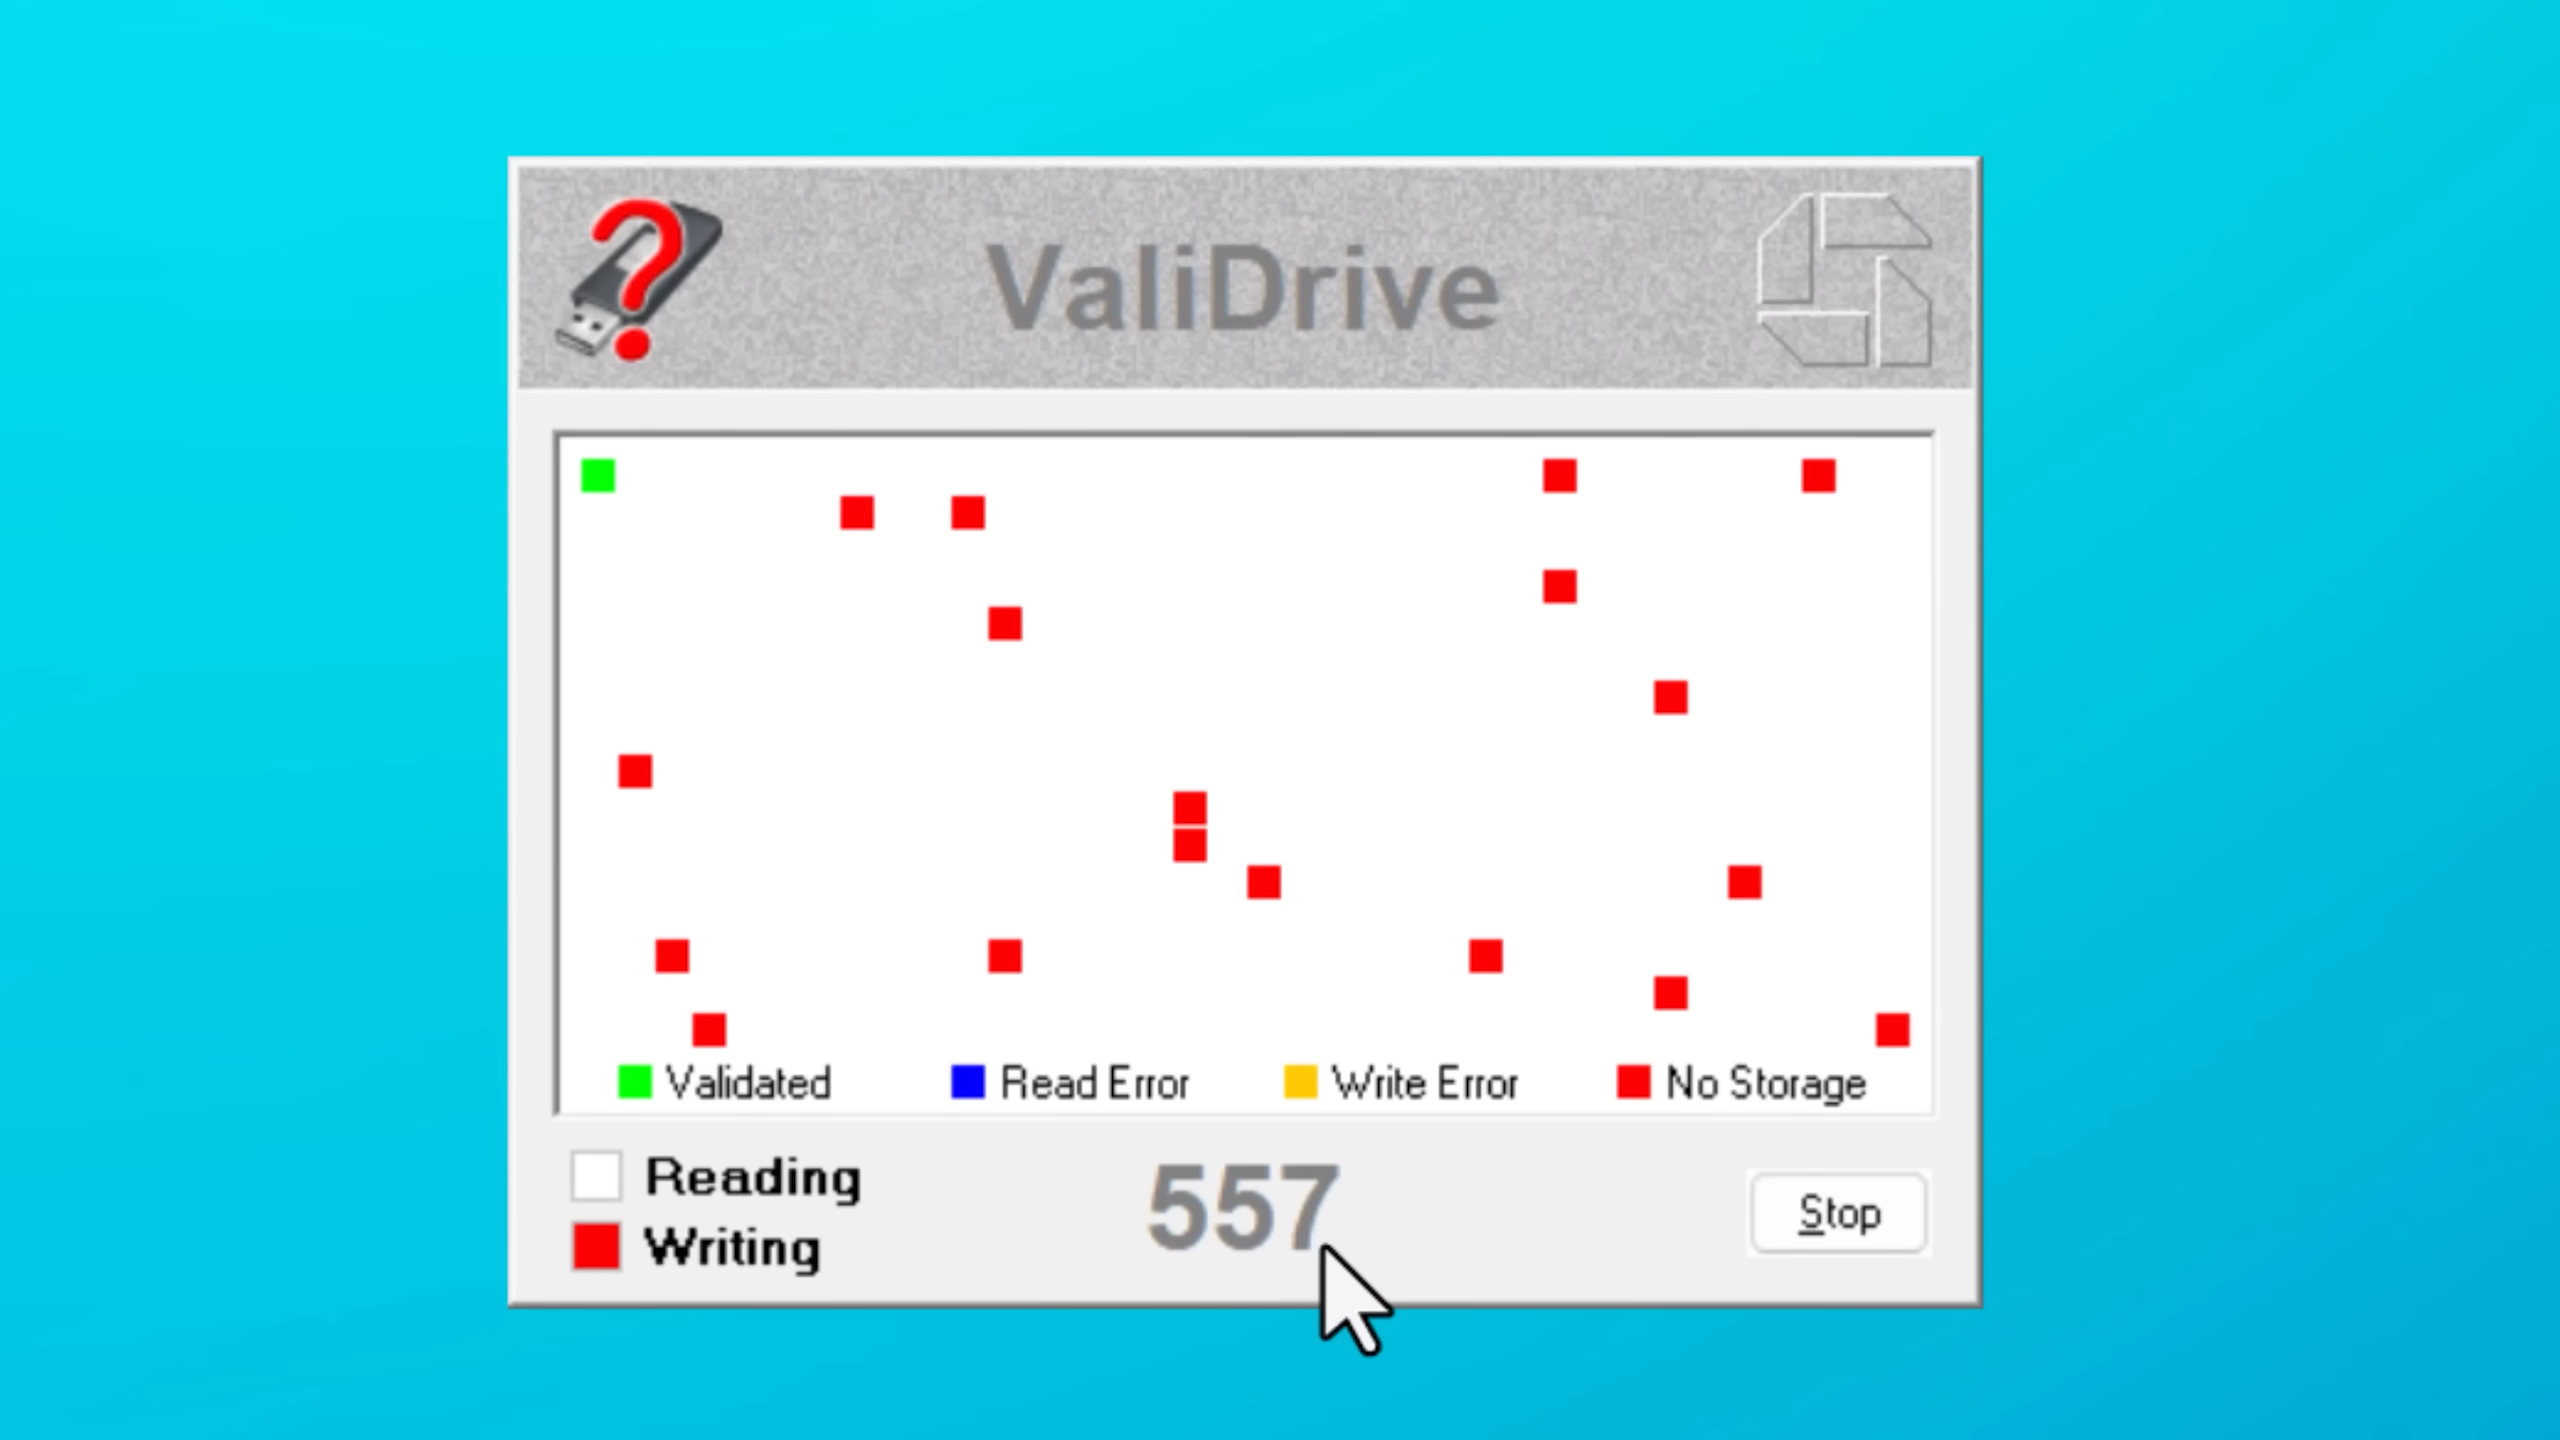 ValiDrive
Validated Read Error Write Error No Storage
Reading
557
Stop
Writing